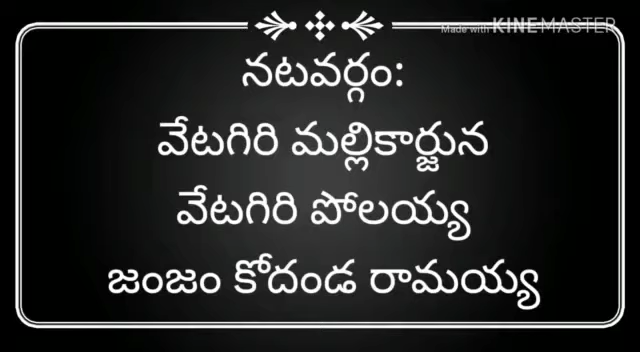 Made with KINEMASTER
నటవర్గం:
వేటగిరి మల్లికార్జున
వేటగిరి పోలయ్య
జంజం కోదండ రామయ్య